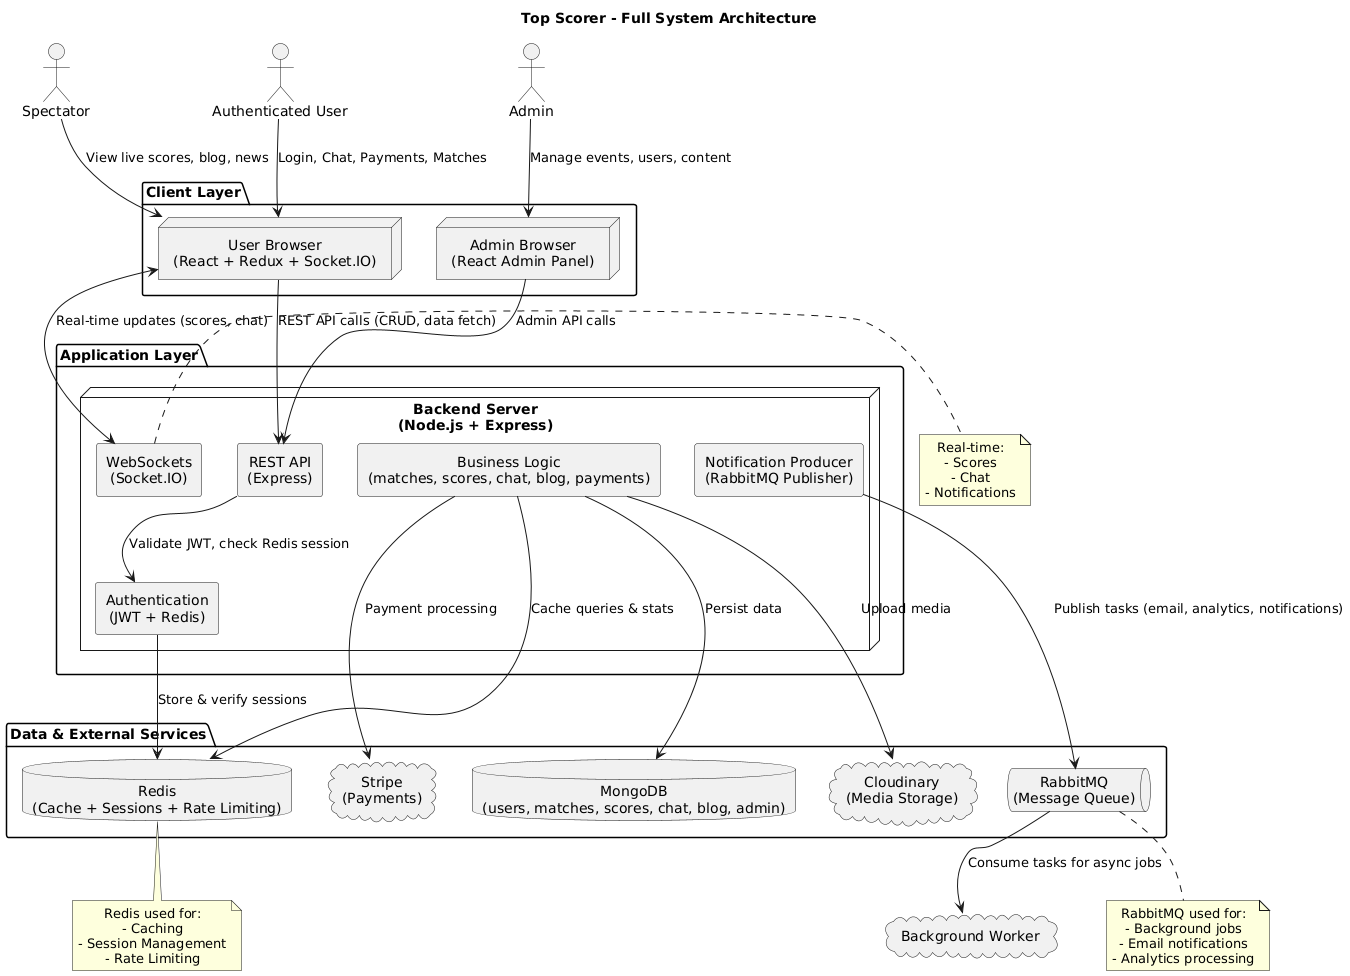 Top Scorer - Full System Architecture
Spectator
Authenticated User
Admin
View live scores, blog, news
Login, Chat, Payments, Matches
Manage events, users, content
Client Layer
User Browser
(React + Redux + Socket.IO)
Admin Browser
(React Admin Panel)
Real-time updates (scores, chat)
REST API calls (CRUD, data fetch)
Admin API calls
Application Layer
Backend Server
(Node.js + Express)
WebSockets
(Socket.IO)
REST API
(Express)
Business Logic
(matches, scores, chat, blog, payments)
Notification Producer
(RabbitMQ Publisher)
Real-time:
- Scores
- Chat
- Notifications
Validate JWT, check Redis session
Authentication
(JWT + Redis)
Payment processing
Cache queries & stats
Persist data
Upload media
Publish tasks (email, analytics, notifications)
Store & verify sessions
Data & External Services
Redis
(Cache + Sessions + Rate Limiting)
Stripe
(Payments)
MongoDB
(users, matches, scores, chat, blog, admin)
Cloudinary
(Media Storage)
RabbitMQ
(Message Queue)
Consume tasks for async jobs
Redis used for:
- Caching
- Session Management
- Rate Limiting
Background Worker
RabbitMQ used for:
- Background jobs
- Email notifications
- Analytics processing